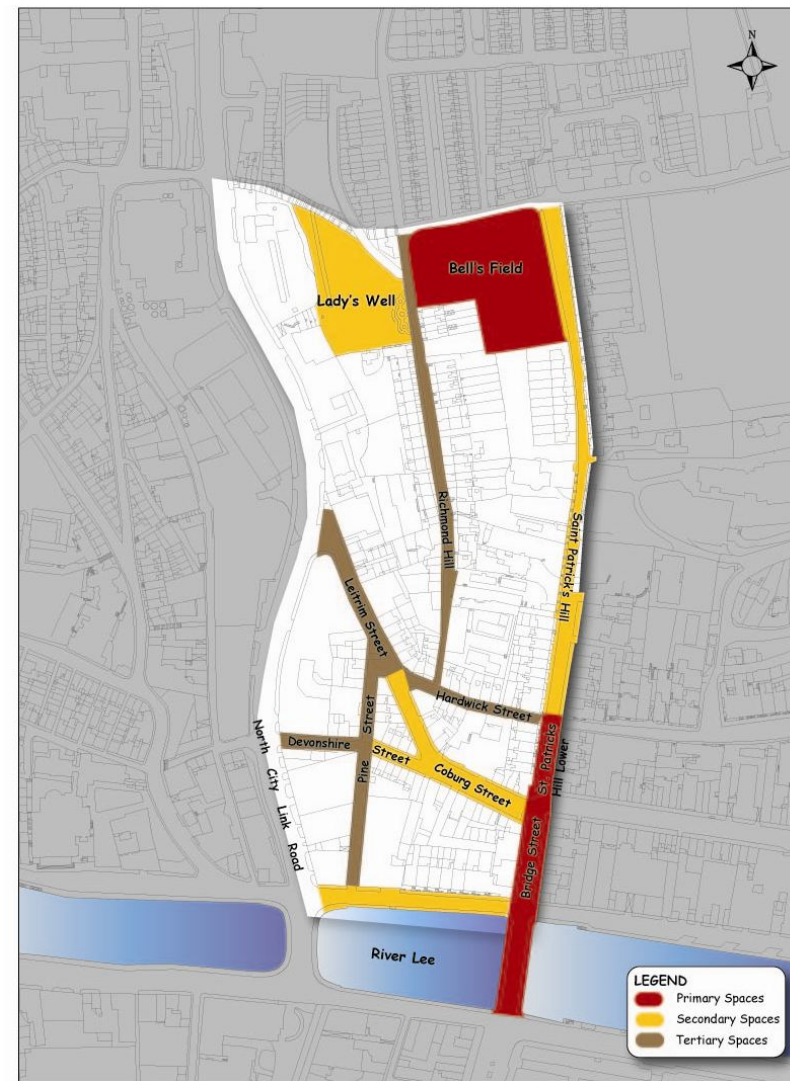 N
Bell's Field
Lady's Well
Richmond Hill
Saint Patrick's Hill
Leitrim Street
Hardwick Street
Devonshire
Street
Pine Street
Coburg Street
St. Patricks
Hill Lower
Bridge Street
North City Link Road
River Lee
LEGEND
Primary Spaces
Secondary Spaces
Tertiary Spaces